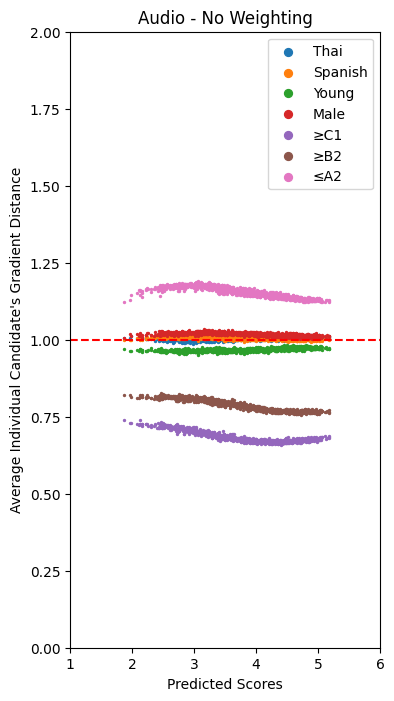 Audio - No Weighting
Average Individual Candidate's Gradient Distance
2.00
1.75
1.50
1.25
1.00
0.75
0.50
0.25
0.00
Thai
Spanish
Young
Male
≥C1
≥B2
≤A2
1 2 3 4 5 6
Predicted Scores